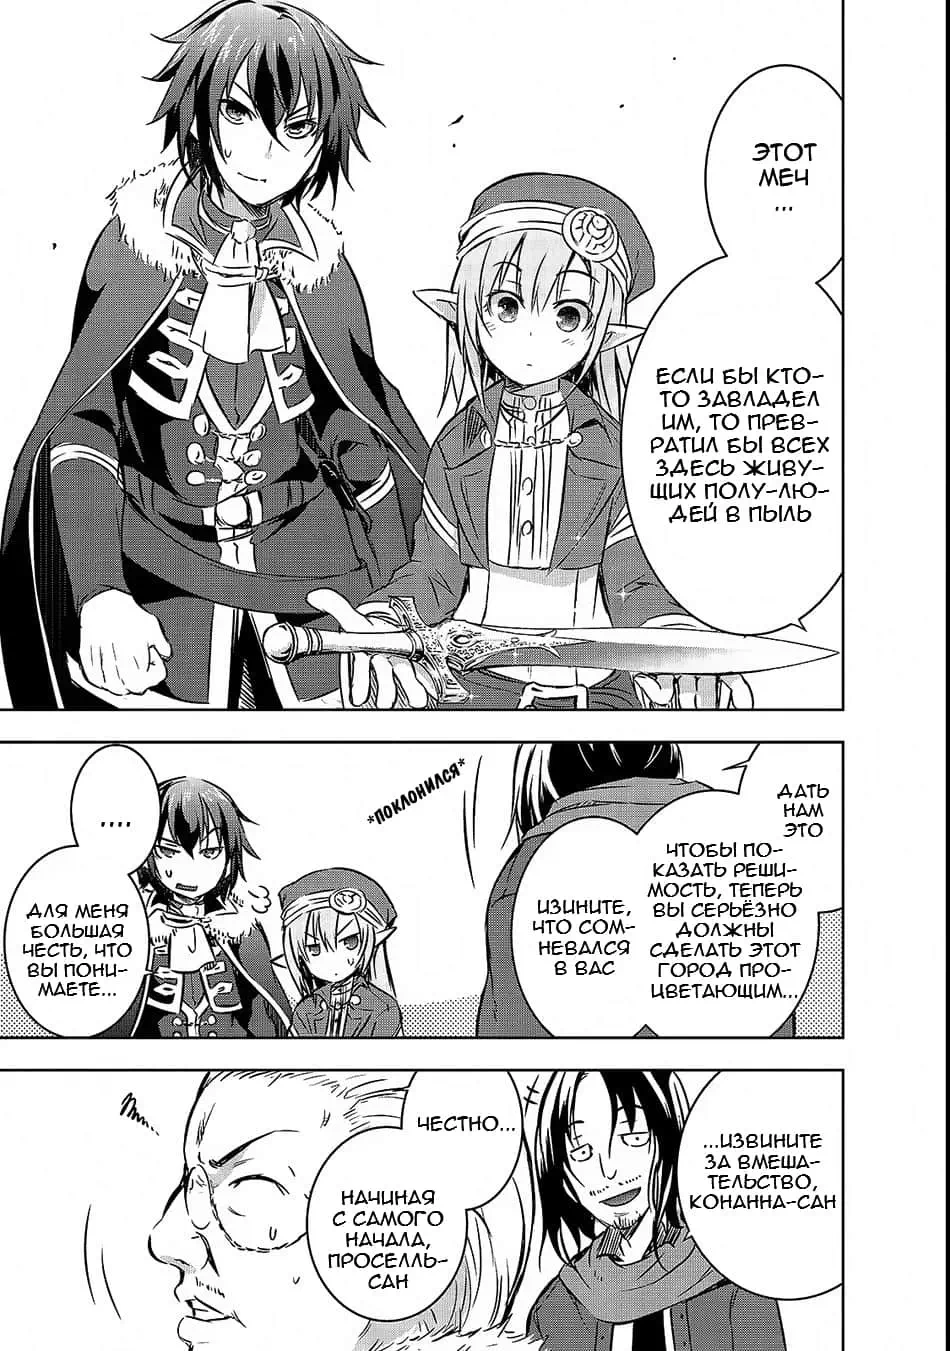 ЭТОТ
МЕЧ
...
ЕСЛИ БЫ КТО-
ТО ЗАВЛАДЕЛ
ИМ, ТО ПРЕВ-
РАТИЛ БЫ ВСЕХ
ЗДЕСЬ ЖИВУ-
ЩИХ ПОЛУ-ЛЮ-
ДЕЙ В ПЫЛЬ
ДАТЬ
НАМ
ЭТО
ЧТОБЫ ПО-
КАЗАТЬ РЕШИ-
МОСТЬ, ТЕПЕРЬ
ВЫ СЕРЬЁЗНО
ДОЛЖНЫ
СДЕЛАТЬ ЭТОТ
ГОРОД ПРО-
ЦВЕТАЮЩИМ...
ИЗИНИТЕ,
ЧТО СОМ-
НЕВАЛСЯ
В ВАС
*ПОКЛОНИЛСЯ*
....
ДЛЯ МЕНЯ
БОЛЬШАЯ
ЧЕСТЬ, ЧТО
ВЫ ПОНИ-
МАЕТЕ...
...ИЗВИНИТЕ
ЗА ВМЕША-
ТЕЛЬСТВО,
КОНАННА-САН
ЧЕСТНО...
НАЧИНАЯ
С САМОГО
НАЧАЛА,
ПРОСЕЛЛЬ-
САН